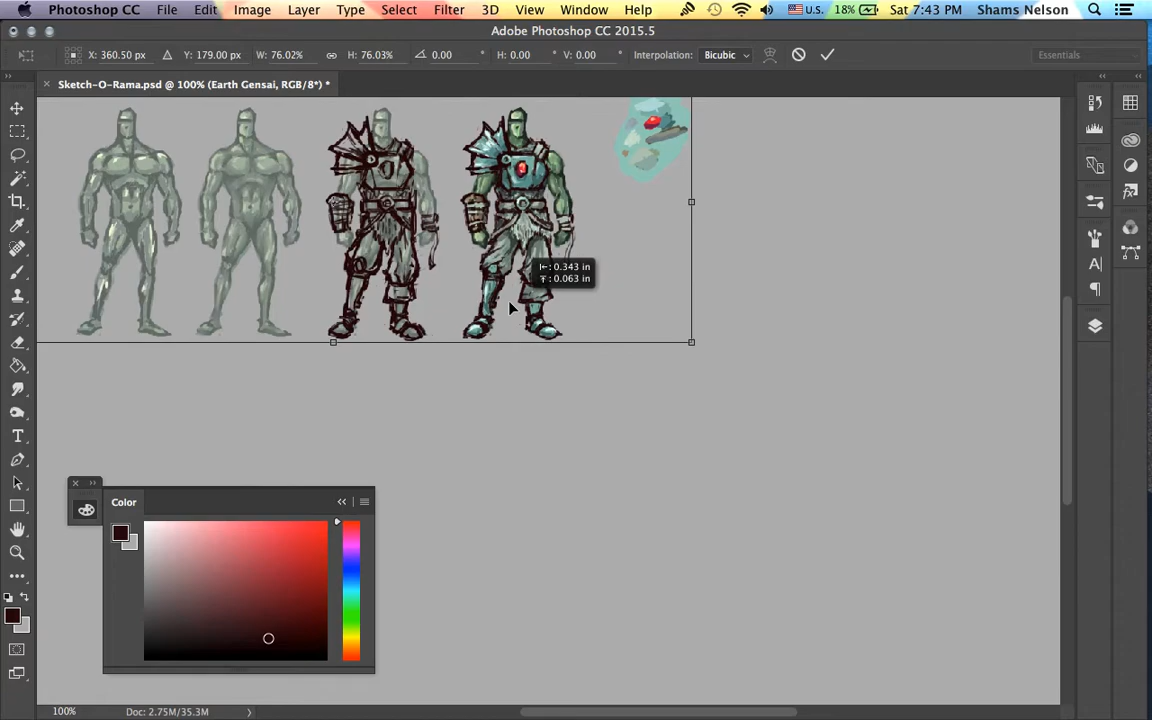 Photoshop CC File Edit Image Layer Type Select Filter 3D View Window Help U.S. 18% Sat 7:43 PM Shams Nelson
Adobe Photoshop CC 2015.5
X: 360.50 px Y: 179.00 px W: 76.02% H: 76.03% 0.00 ° H: 0.00 ° V: 0.00 ° Interpolation: Bicubic Essentials
Sketch-O-Rama.psd @ 100% (Earth Gensai, RGB/8*) *
0.343 in
0.063 in
Color
100% Doc: 2.75M/35.3M